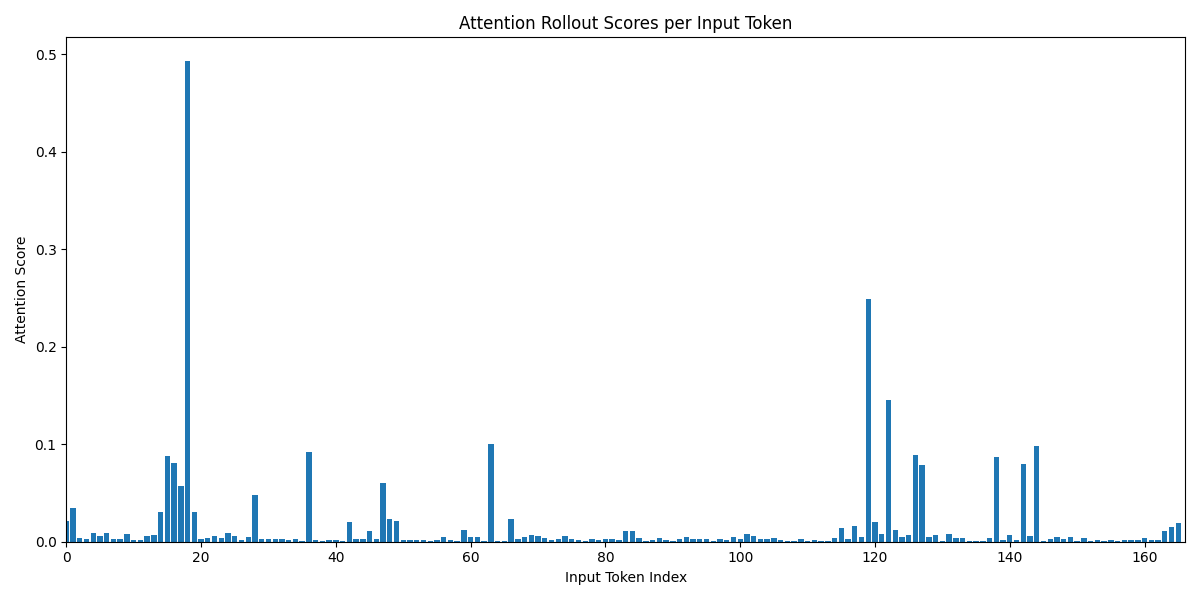 Attention Rollout Scores per Input Token
0.5
0.4
0.3
0.2
0.1
0.0
Attention Score
0 20 40 60 80 100 120 140 160
Input Token Index